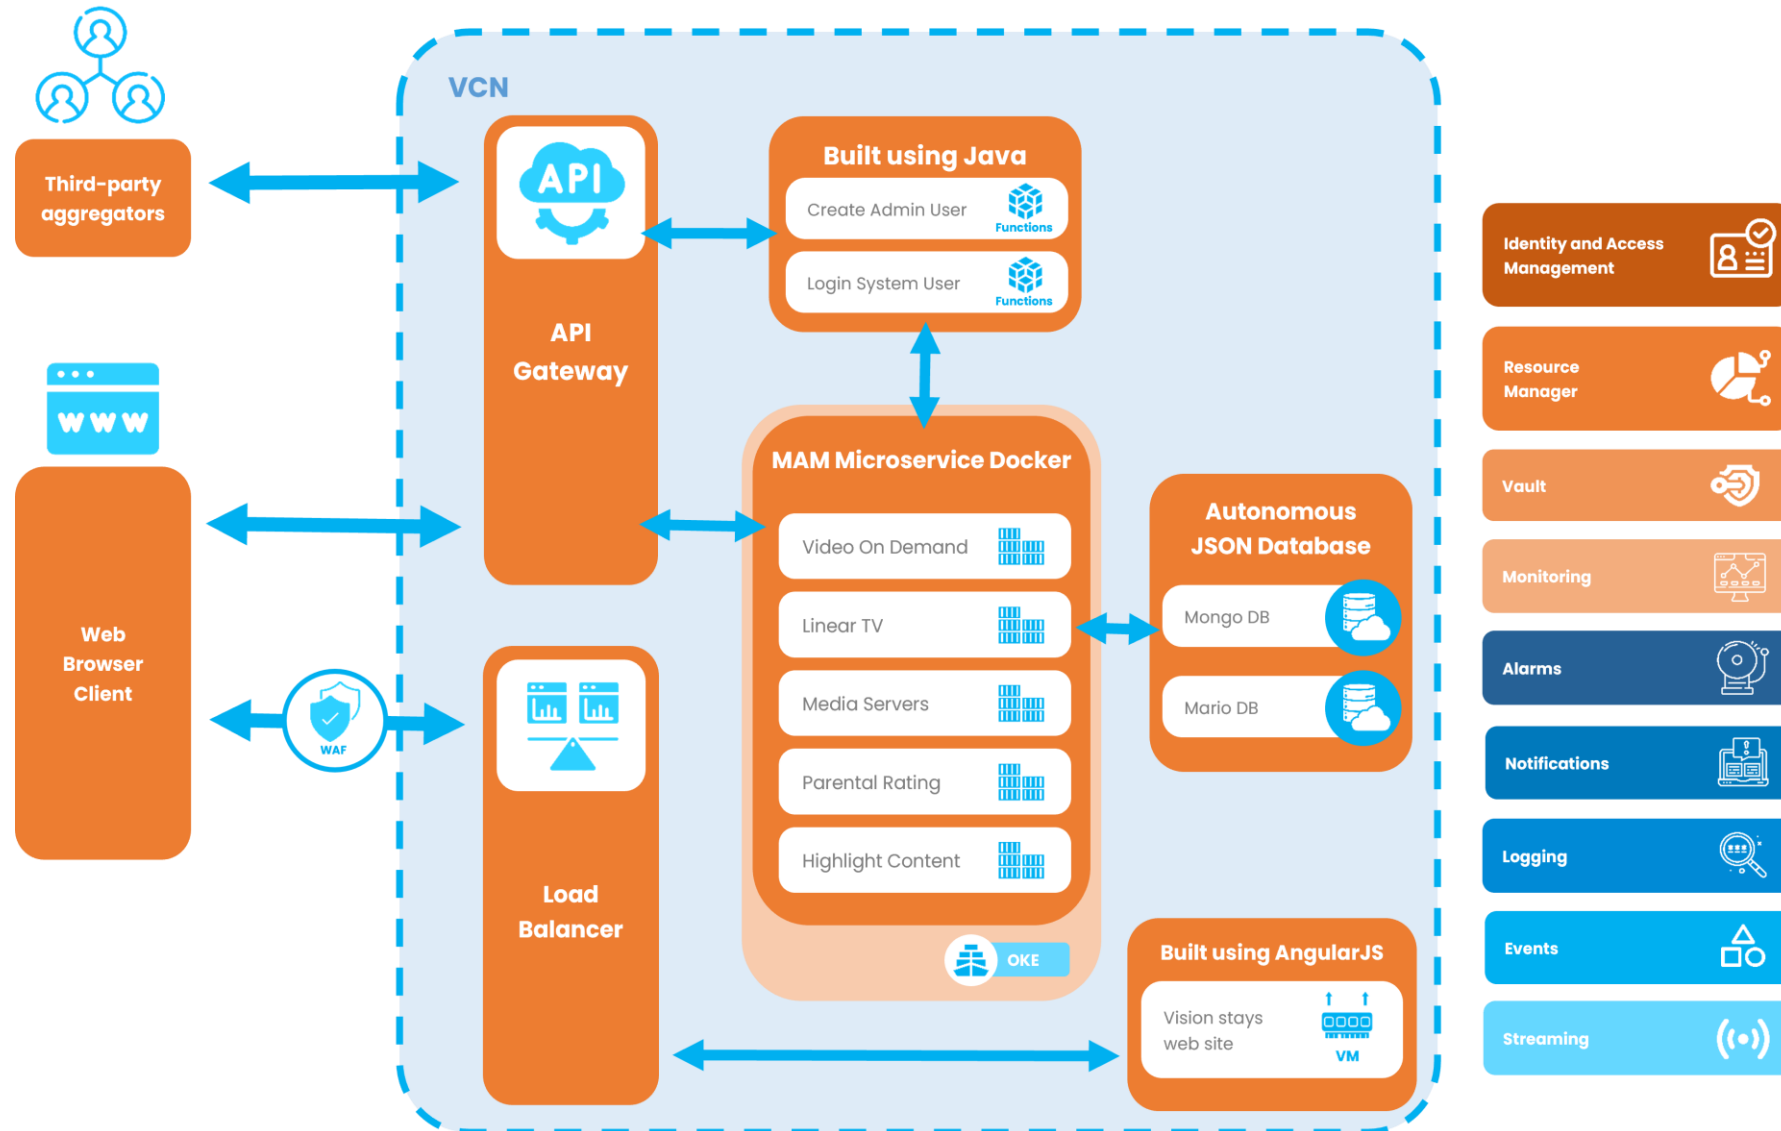 VCN
API
Third-party
aggregators
API
Gateway
Built using Java
Create Admin User
Functions
Login System User
Functions
www
Web
Browser
Client
WAF
Load
Balancer
MAM Microservice Docker
Video On Demand
Linear TV
Media Servers
Parental Rating
Highlight Content
OKE
Autonomous
JSON Database
Mongo DB
Mario DB
Built using AngularJS
Vision stays
web site
VM
Identity and Access
Management
Resource
Manager
Vault
Monitoring
Alarms
Notifications
Logging
Events
Streaming